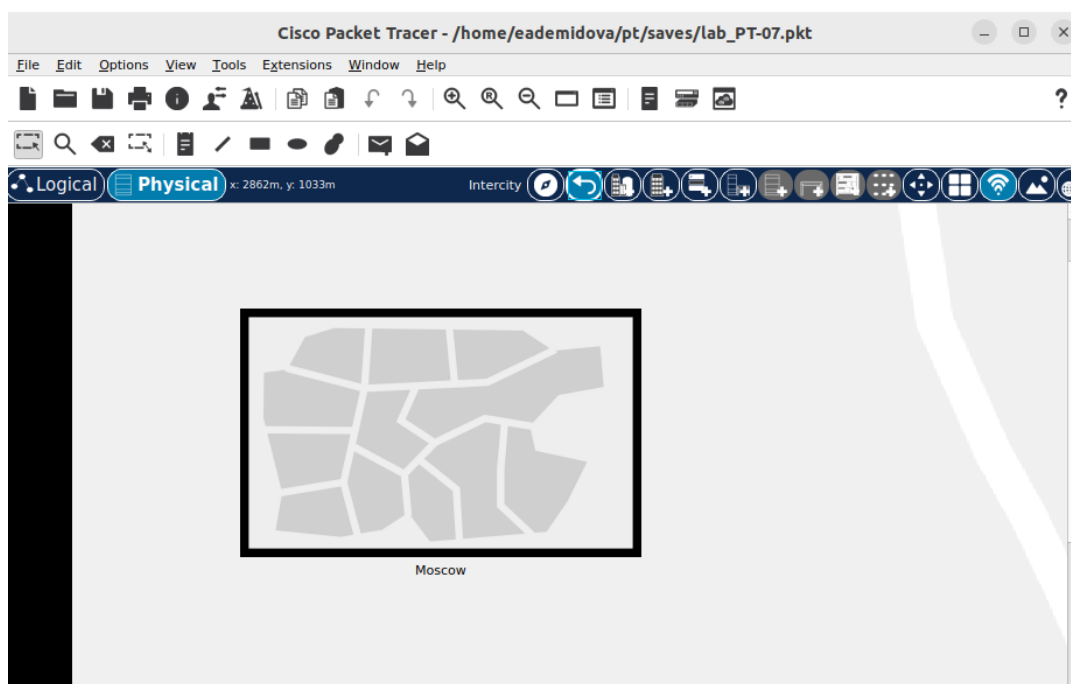 Cisco Packet Tracer - /home/eademidova/pt/saves/lab_PT-07.pkt
File Edit Options View Tools Extensions Window Help
?
Logical Physical x: 2862m, y: 1033m Intercity
Moscow